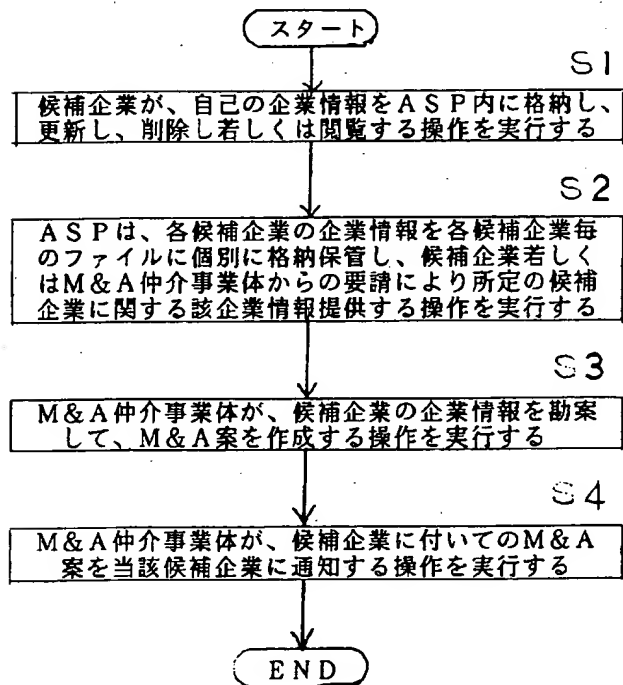 スタート
S1
候補企業が、自己の企業情報をASP内に格納し、
更新し、削除し若しくは閲覧する操作を実行する
S2
ASPは、各候補企業の企業情報を各候補企業毎
のファイルに個別に格納保管し、候補企業若しく
はM&A仲介事業体からの要請により所定の候補
企業に関する該企業情報提供する操作を実行する
S3
M&A仲介事業体が、候補企業の企業情報を勘案
して、M&A案を作成する操作を実行する
S4
M&A仲介事業体が、候補企業に付いてのM&A
案を当該候補企業に通知する操作を実行する
END